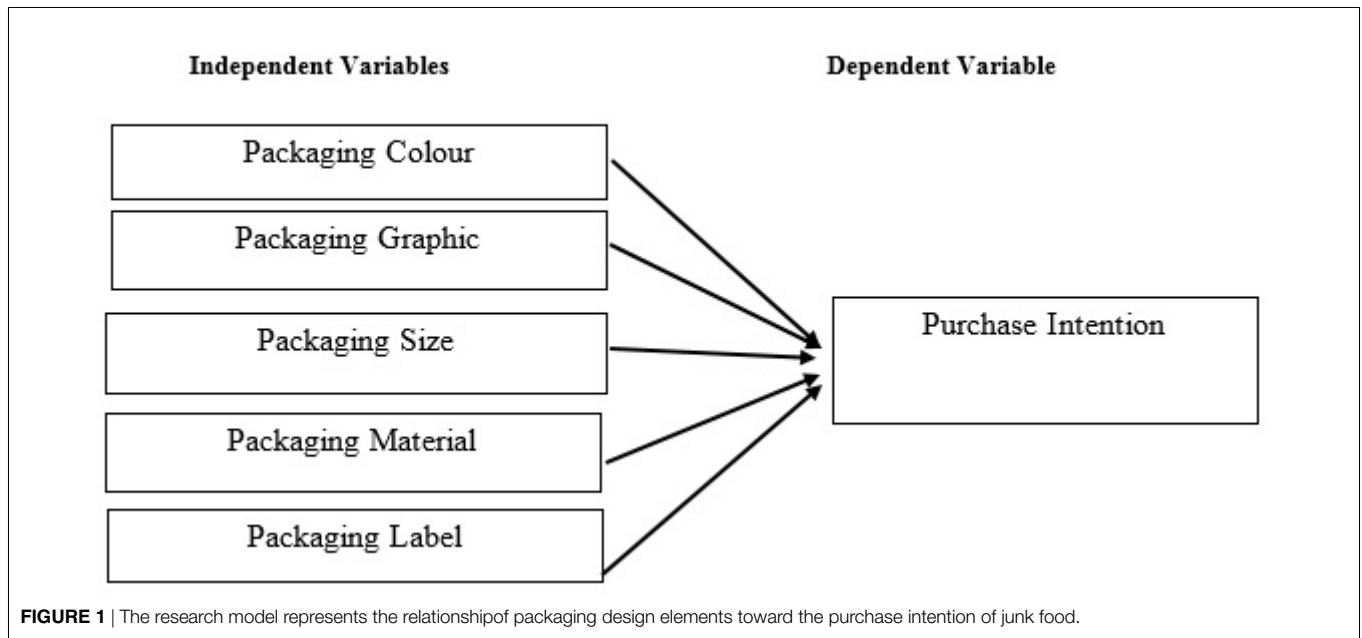 Independent Variables
Dependent Variable
Packaging Colour
Packaging Graphic
Packaging Size
Packaging Material
Packaging Label
Purchase Intention
FIGURE 1 | The research model represents the relationshipof packaging design elements toward the purchase intention of junk food.